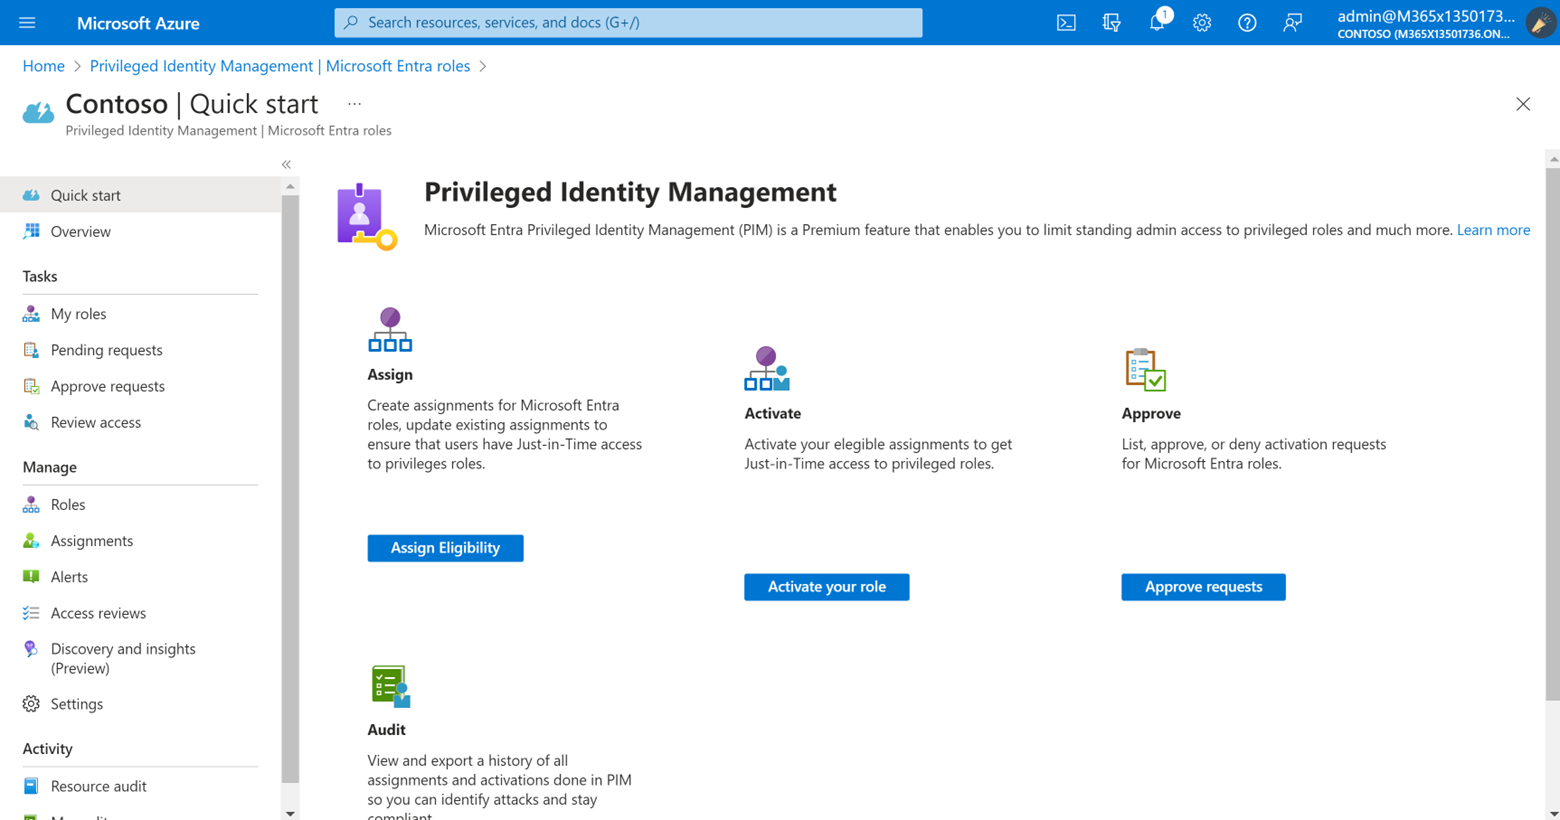 Microsoft Azure
Search resources, services, and docs (G+/)
1
admin@M365x1350173...
CONTOSO (M365X13501736.ON...
Home > Privileged Identity Management | Microsoft Entra roles >
Contoso | Quick start ...
Privileged Identity Management | Microsoft Entra roles
Quick start
Overview
Tasks
My roles
Pending requests
Approve requests
Review access
Manage
Roles
Assignments
Alerts
Access reviews
Discovery and insights
(Preview)
Settings
Activity
Resource audit
Privileged Identity Management
Microsoft Entra Privileged Identity Management (PIM) is a Premium feature that enables you to limit standing admin access to privileged roles and much more. Learn more
Assign
Create assignments for Microsoft Entra
roles, update existing assignments to
ensure that users have Just-in-Time access
to privileges roles.
Assign Eligibility
Activate
Activate your elegible assignments to get
Just-in-Time access to privileged roles.
Activate your role
Approve
List, approve, or deny activation requests
for Microsoft Entra roles.
Approve requests
Audit
View and export a history of all
assignments and activations done in PIM
so you can identify attacks and stay
compliant